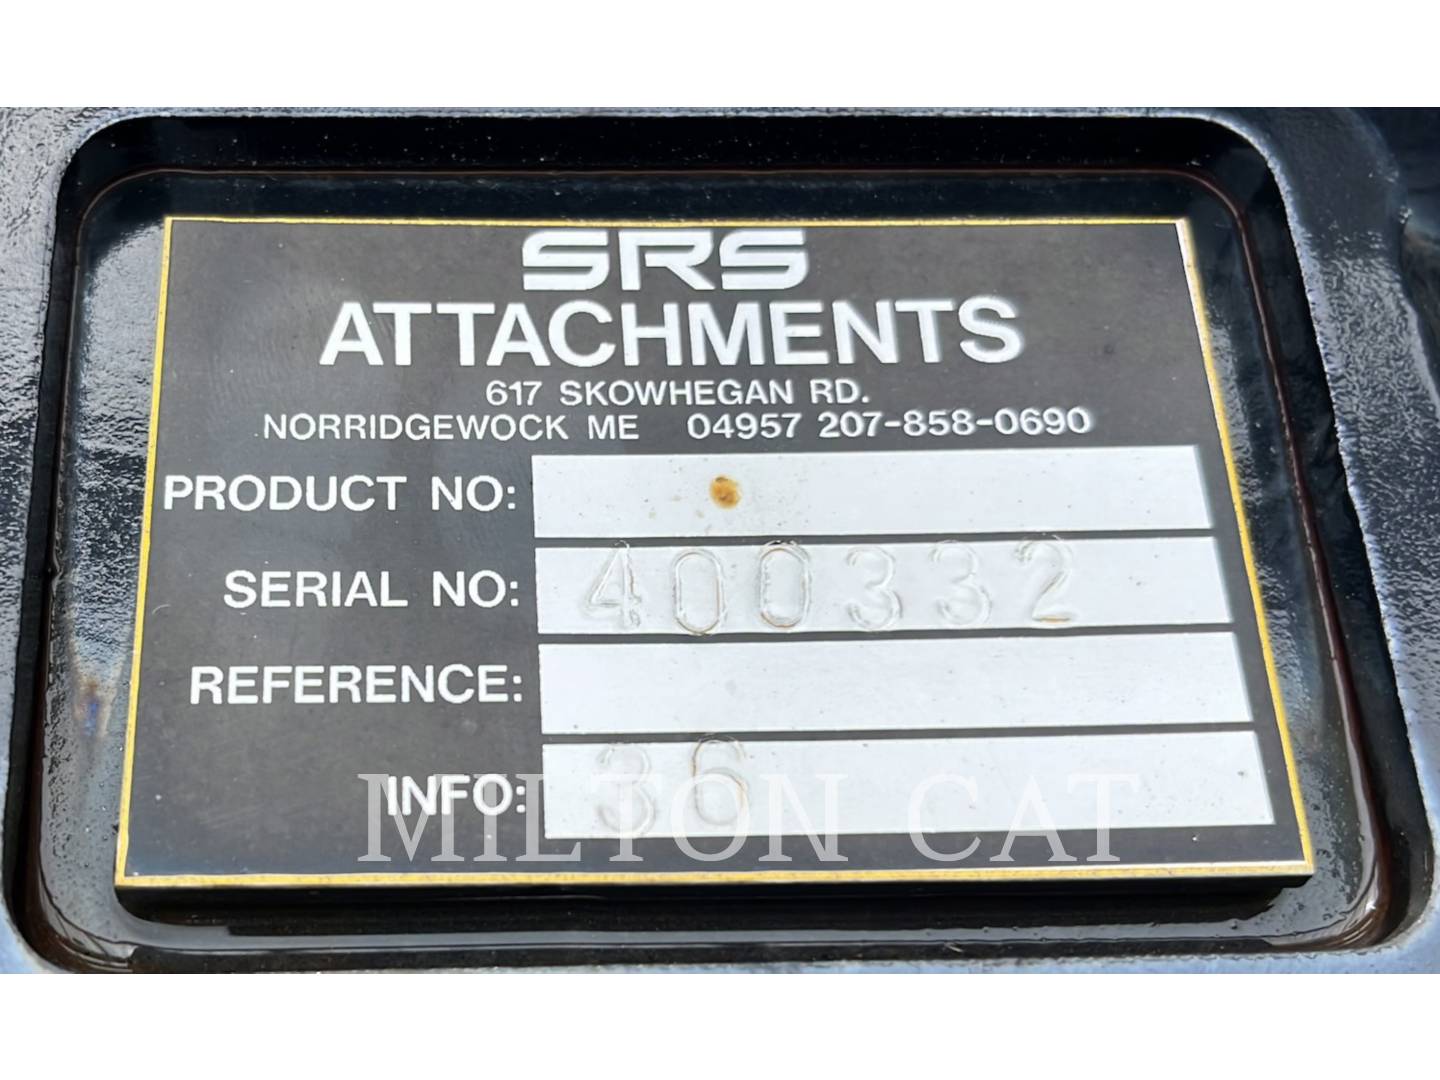 SRS
ATTACHMENTS
617 SKOWHEGAN RD.
NORRIDGEWOCK ME 04957 207-858-0690
PRODUCT NO:
SERIAL NO: 400332
REFERENCE:
INFO: 36
MILTON CAT